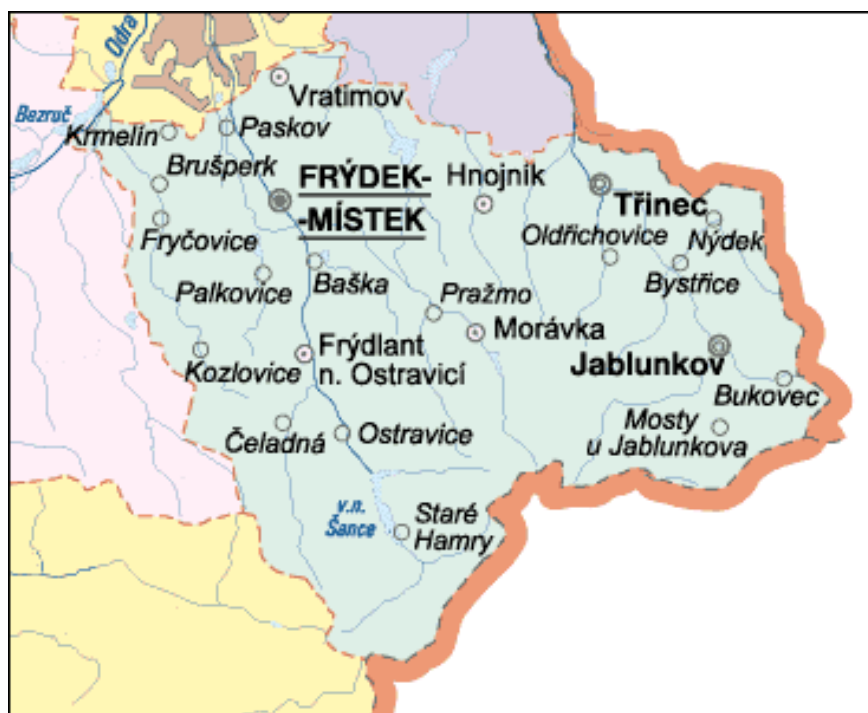 Odra
Vratimov
Bezruč
Krmelín
Paskov
Brušperk
FRÝDEK-
-MÍSTEK
Hnojník
Třinec
Fryčovice
Oldřichovice
Nýdek
Palkovice
Baška
Bystřice
Pražmo
Morávka
Kozlovice
Frýdlant
n. Ostravicí
Jablunkov
Bukovec
Čeladná
Ostravice
Mosty
u Jablunkova
v.n.
Šance
Staré
Hamry